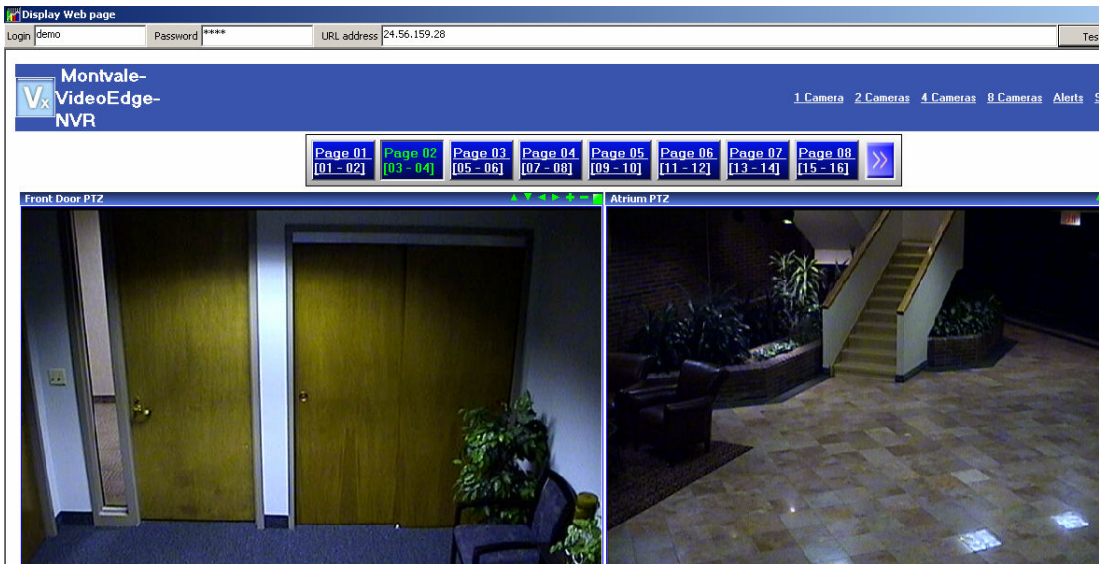 Display Web page
Login demo Password **** URL address 24.56.159.28 Tes
Montvale-
VideoEdge-
NVR
Vx
1 Camera 2 Cameras 4 Cameras 8 Cameras Alerts S
Page 01 Page 02 Page 03 Page 04 Page 05 Page 06 Page 07 Page 08 >>
[01 - 02] [03 - 04] [05 - 06] [07 - 08] [09 - 10] [11 - 12] [13 - 14] [15 - 16]
Front Door PTZ Atrium PTZ